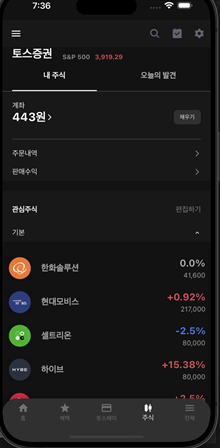 7:36
토스증권 S&P 500 3,919.29
내 주식 오늘의 발견
계좌
443원 > 채우기
주문내역 >
판매수익 >
관심주식 편집하기
기본
한화솔루션 0.0%
41,600
현대모비스 +0.92%
217,000
셀트리온 -2.5%
80,000
HYBE 하이브 +15.38%
80,000
+2.5%
홈 혜택 토스페이 주식 전체